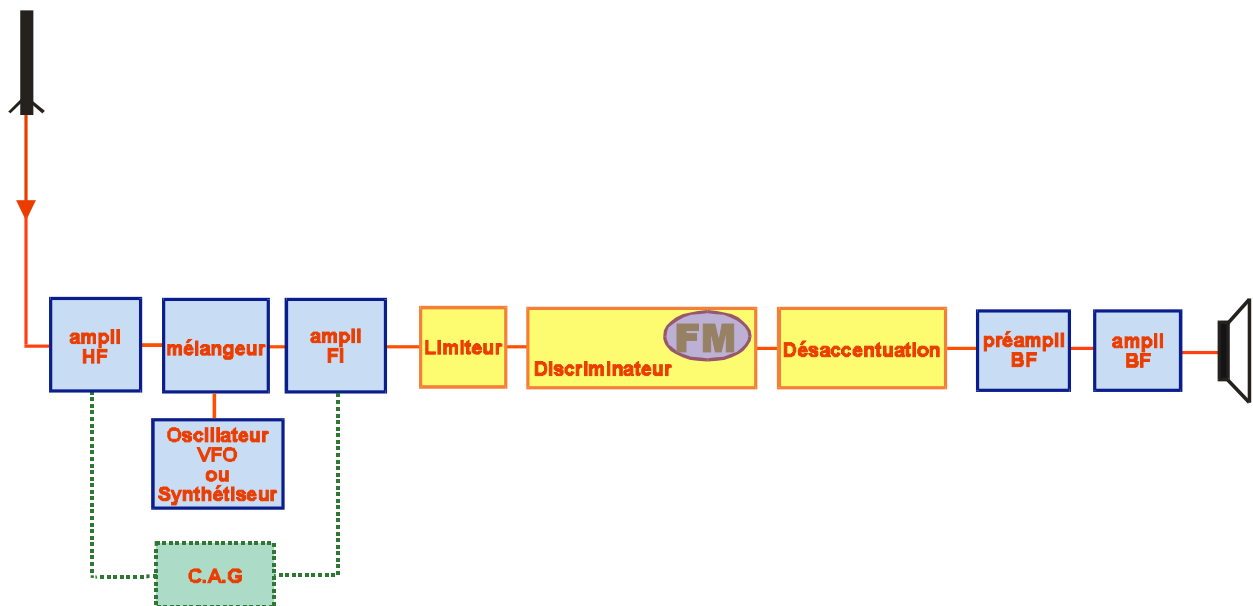 ampli
HF
mélangeur
ampli
FI
Limiteur
FM
Discriminateur
Désaccentuation
préampli
BF
ampli
BF
Oscillateur
VFO
ou
Synthétiseur
C.A.G